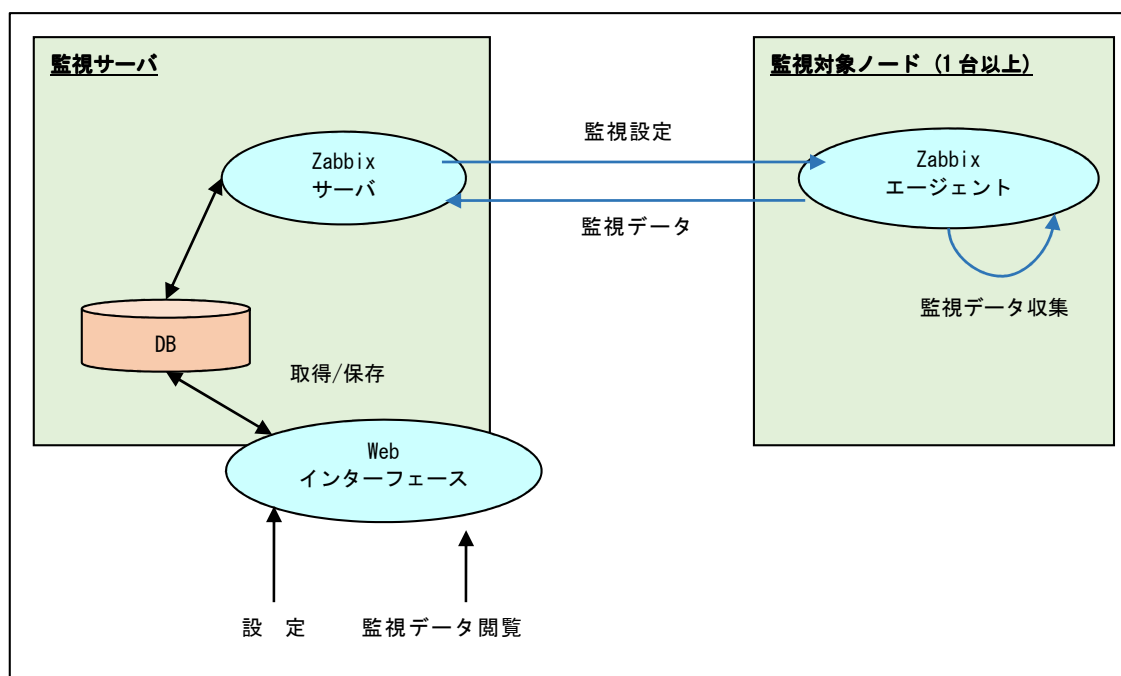 監視サーバ
監視対象ノード (1 台以上)
Zabbix
サーバ
監視設定
Zabbix
エージェント
監視データ
監視データ収集
DB
取得/保存
Web
インターフェース
設 定
監視データ閲覧